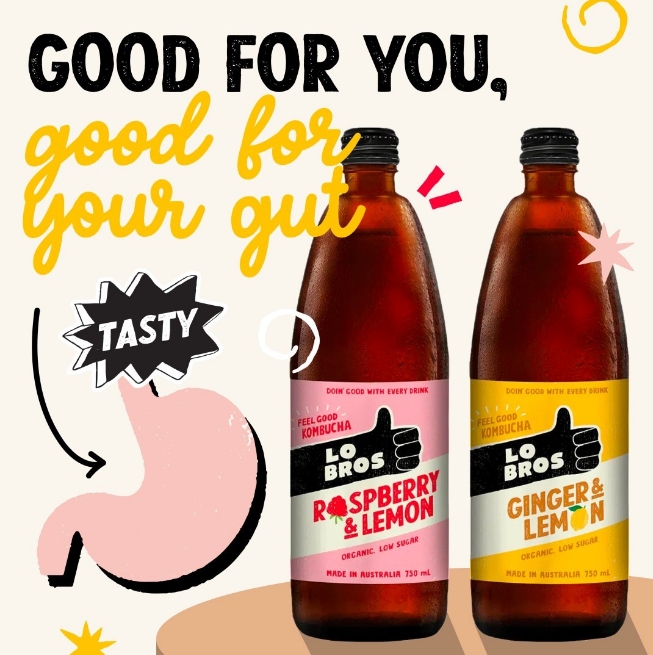 GOOD FOR YOU,
good for
your gut
TASTY
DOIN' GOOD WITH EVERY DRINK
FEEL GOOD
KOMBUCHA
LO
BROS
RASPBERRY
& LEMON
ORGANIC. LOW SUGAR
MADE IN AUSTRALIA 750 mL
DOIN' GOOD WITH EVERY DRINK
FEEL GOOD
KOMBUCHA
LO
BROS
GINGER &
LEMON
ORGANIC. LOW SUGAR
MADE IN AUSTRALIA 750 mL